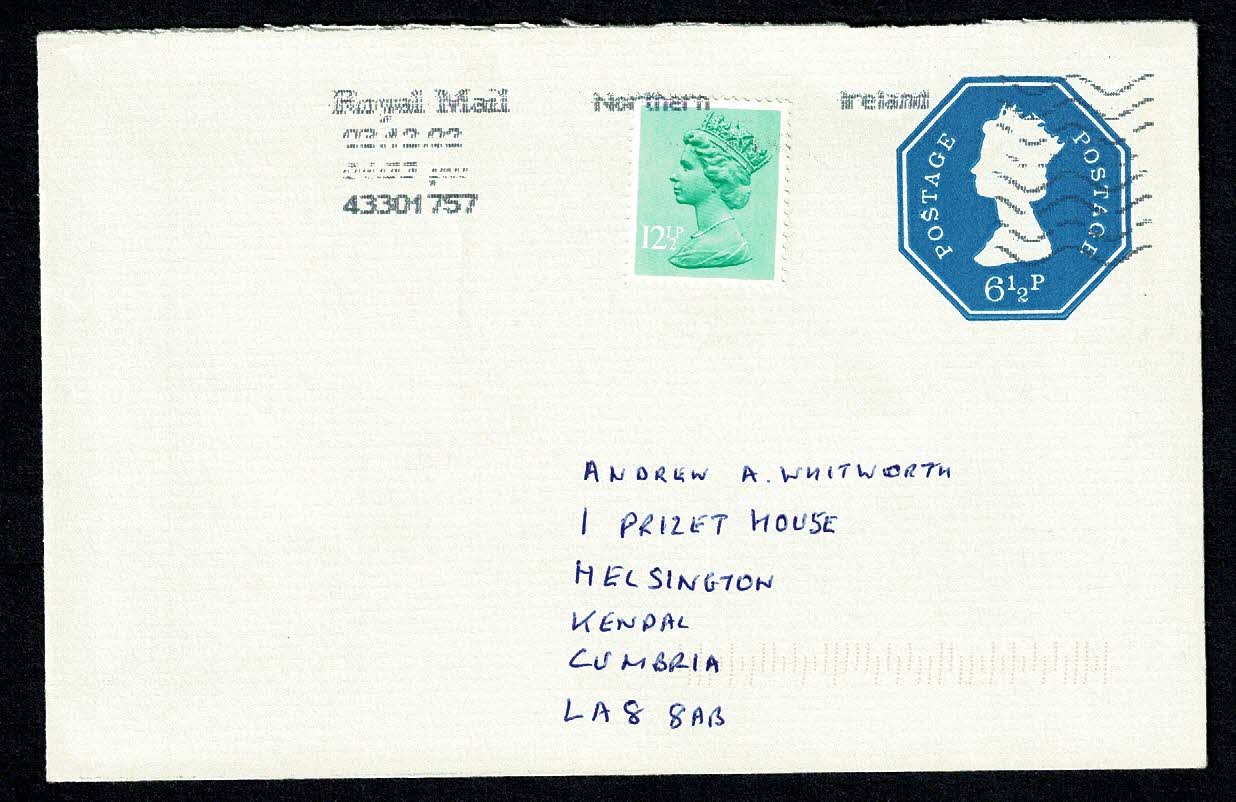 Royal Mail Northern Ireland
43301757
POSTAGE POSTAGE
12½P
6½P
ANDREW A. WHITWORTH
1 PRIZET HOUSE
HELSINGTON
KENDAL
CUMBRIA
LA8 8AB